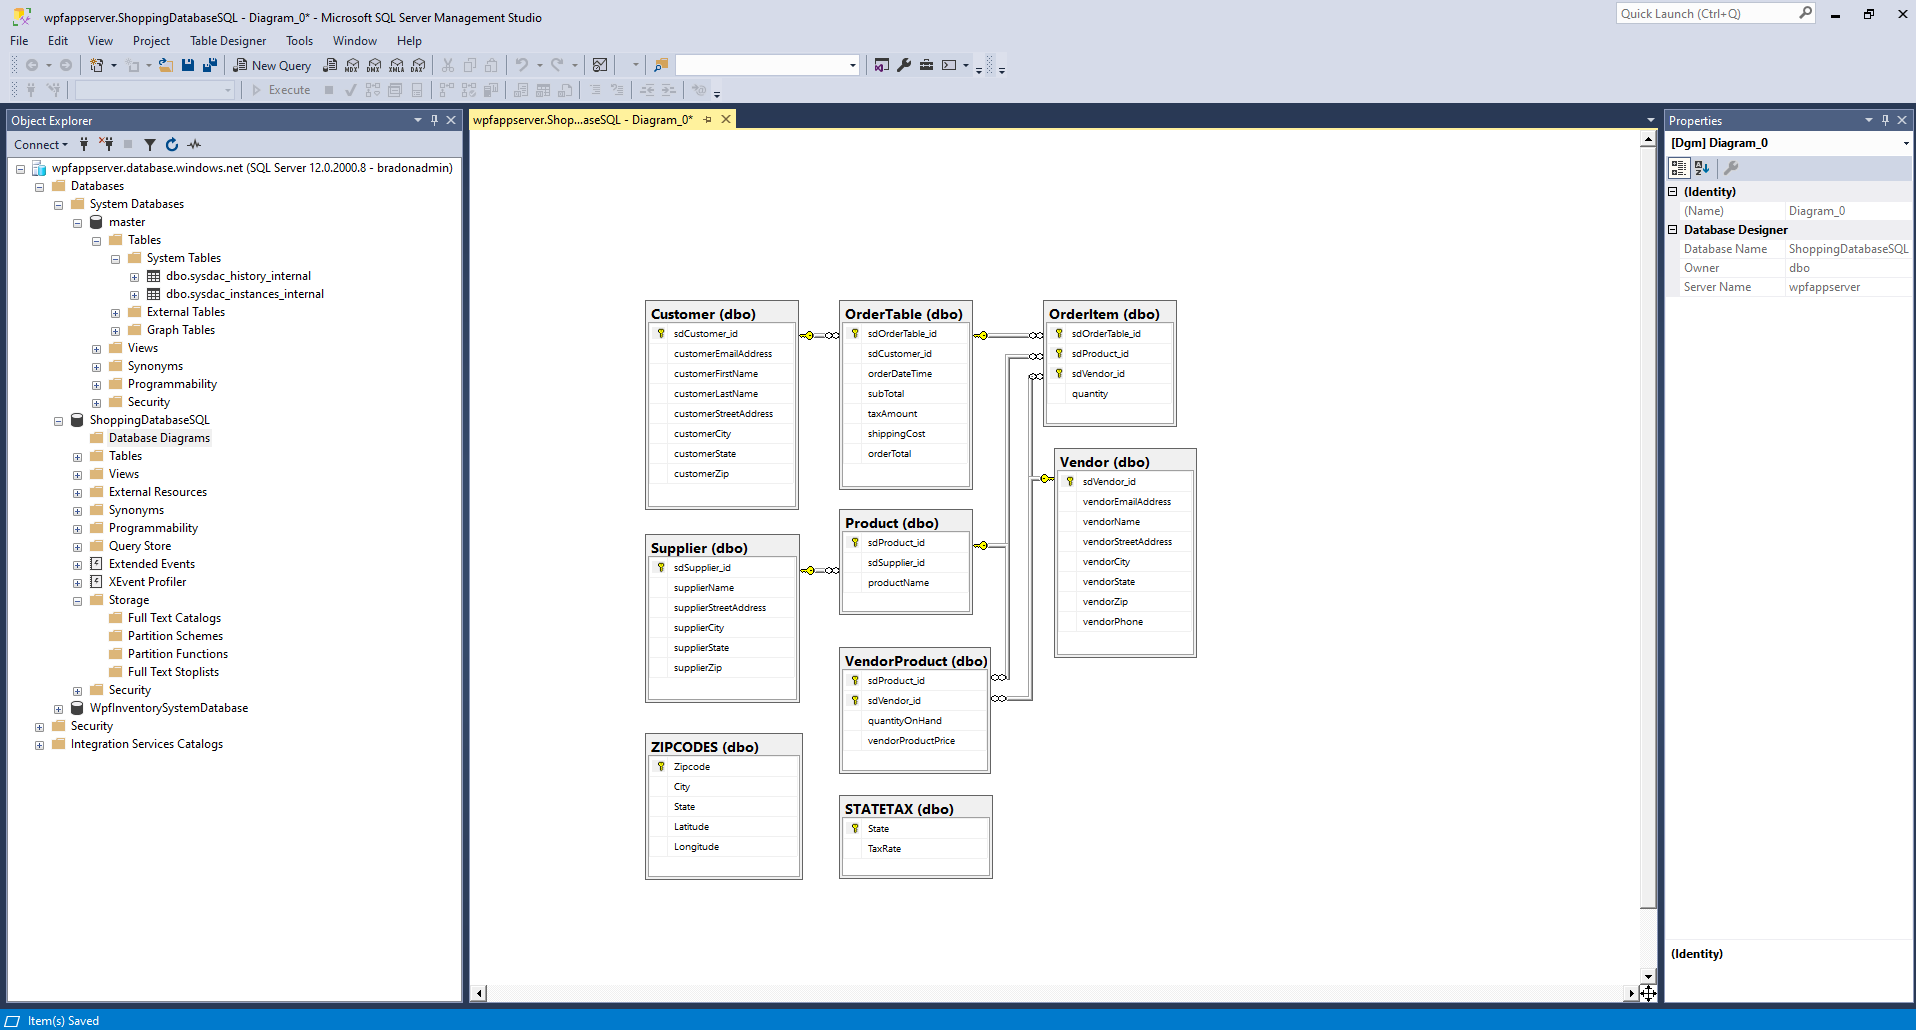 wpfappserver.ShoppingDatabaseSQL - Diagram_0* - Microsoft SQL Server Management Studio
Quick Launch (Ctrl+Q)
File Edit View Project Table Designer Tools Window Help
New Query
MDX DMX XMLA DAX
Execute
Object Explorer
Connect
wpfappserver.database.windows.net (SQL Server 12.0.2000.8 - bradonadmin)
Databases
System Databases
master
Tables
System Tables
dbo.sysdac_history_internal
dbo.sysdac_instances_internal
External Tables
Graph Tables
Views
Synonyms
Programmability
Security
ShoppingDatabaseSQL
Database Diagrams
Tables
Views
External Resources
Synonyms
Programmability
Query Store
Extended Events
XEvent Profiler
Storage
Full Text Catalogs
Partition Schemes
Partition Functions
Full Text Stoplists
Security
WpfInventorySystemDatabase
Security
Integration Services Catalogs
wpfappserver.Shop...aseSQL - Diagram_0*
Customer (dbo)
sdCustomer_id
customerEmailAddress
customerFirstName
customerLastName
customerStreetAddress
customerCity
customerState
customerZip
OrderTable (dbo)
sdOrderTable_id
sdCustomer_id
orderDateTime
subTotal
taxAmount
shippingCost
orderTotal
OrderItem (dbo)
sdOrderTable_id
sdProduct_id
sdVendor_id
quantity
Vendor (dbo)
sdVendor_id
vendorEmailAddress
vendorName
vendorStreetAddress
vendorCity
vendorState
vendorZip
vendorPhone
Product (dbo)
sdProduct_id
sdSupplier_id
productName
Supplier (dbo)
sdSupplier_id
supplierName
supplierStreetAddress
supplierCity
supplierState
supplierZip
VendorProduct (dbo)
sdProduct_id
sdVendor_id
quantityOnHand
vendorProductPrice
ZIPCODES (dbo)
Zipcode
City
State
Latitude
Longitude
STATETAX (dbo)
State
TaxRate
Properties
[Dgm] Diagram_0
(Identity)
(Name) Diagram_0
Database Designer
Database Name ShoppingDatabaseSQL
Owner dbo
Server Name wpfappserver
(Identity)
Item(s) Saved